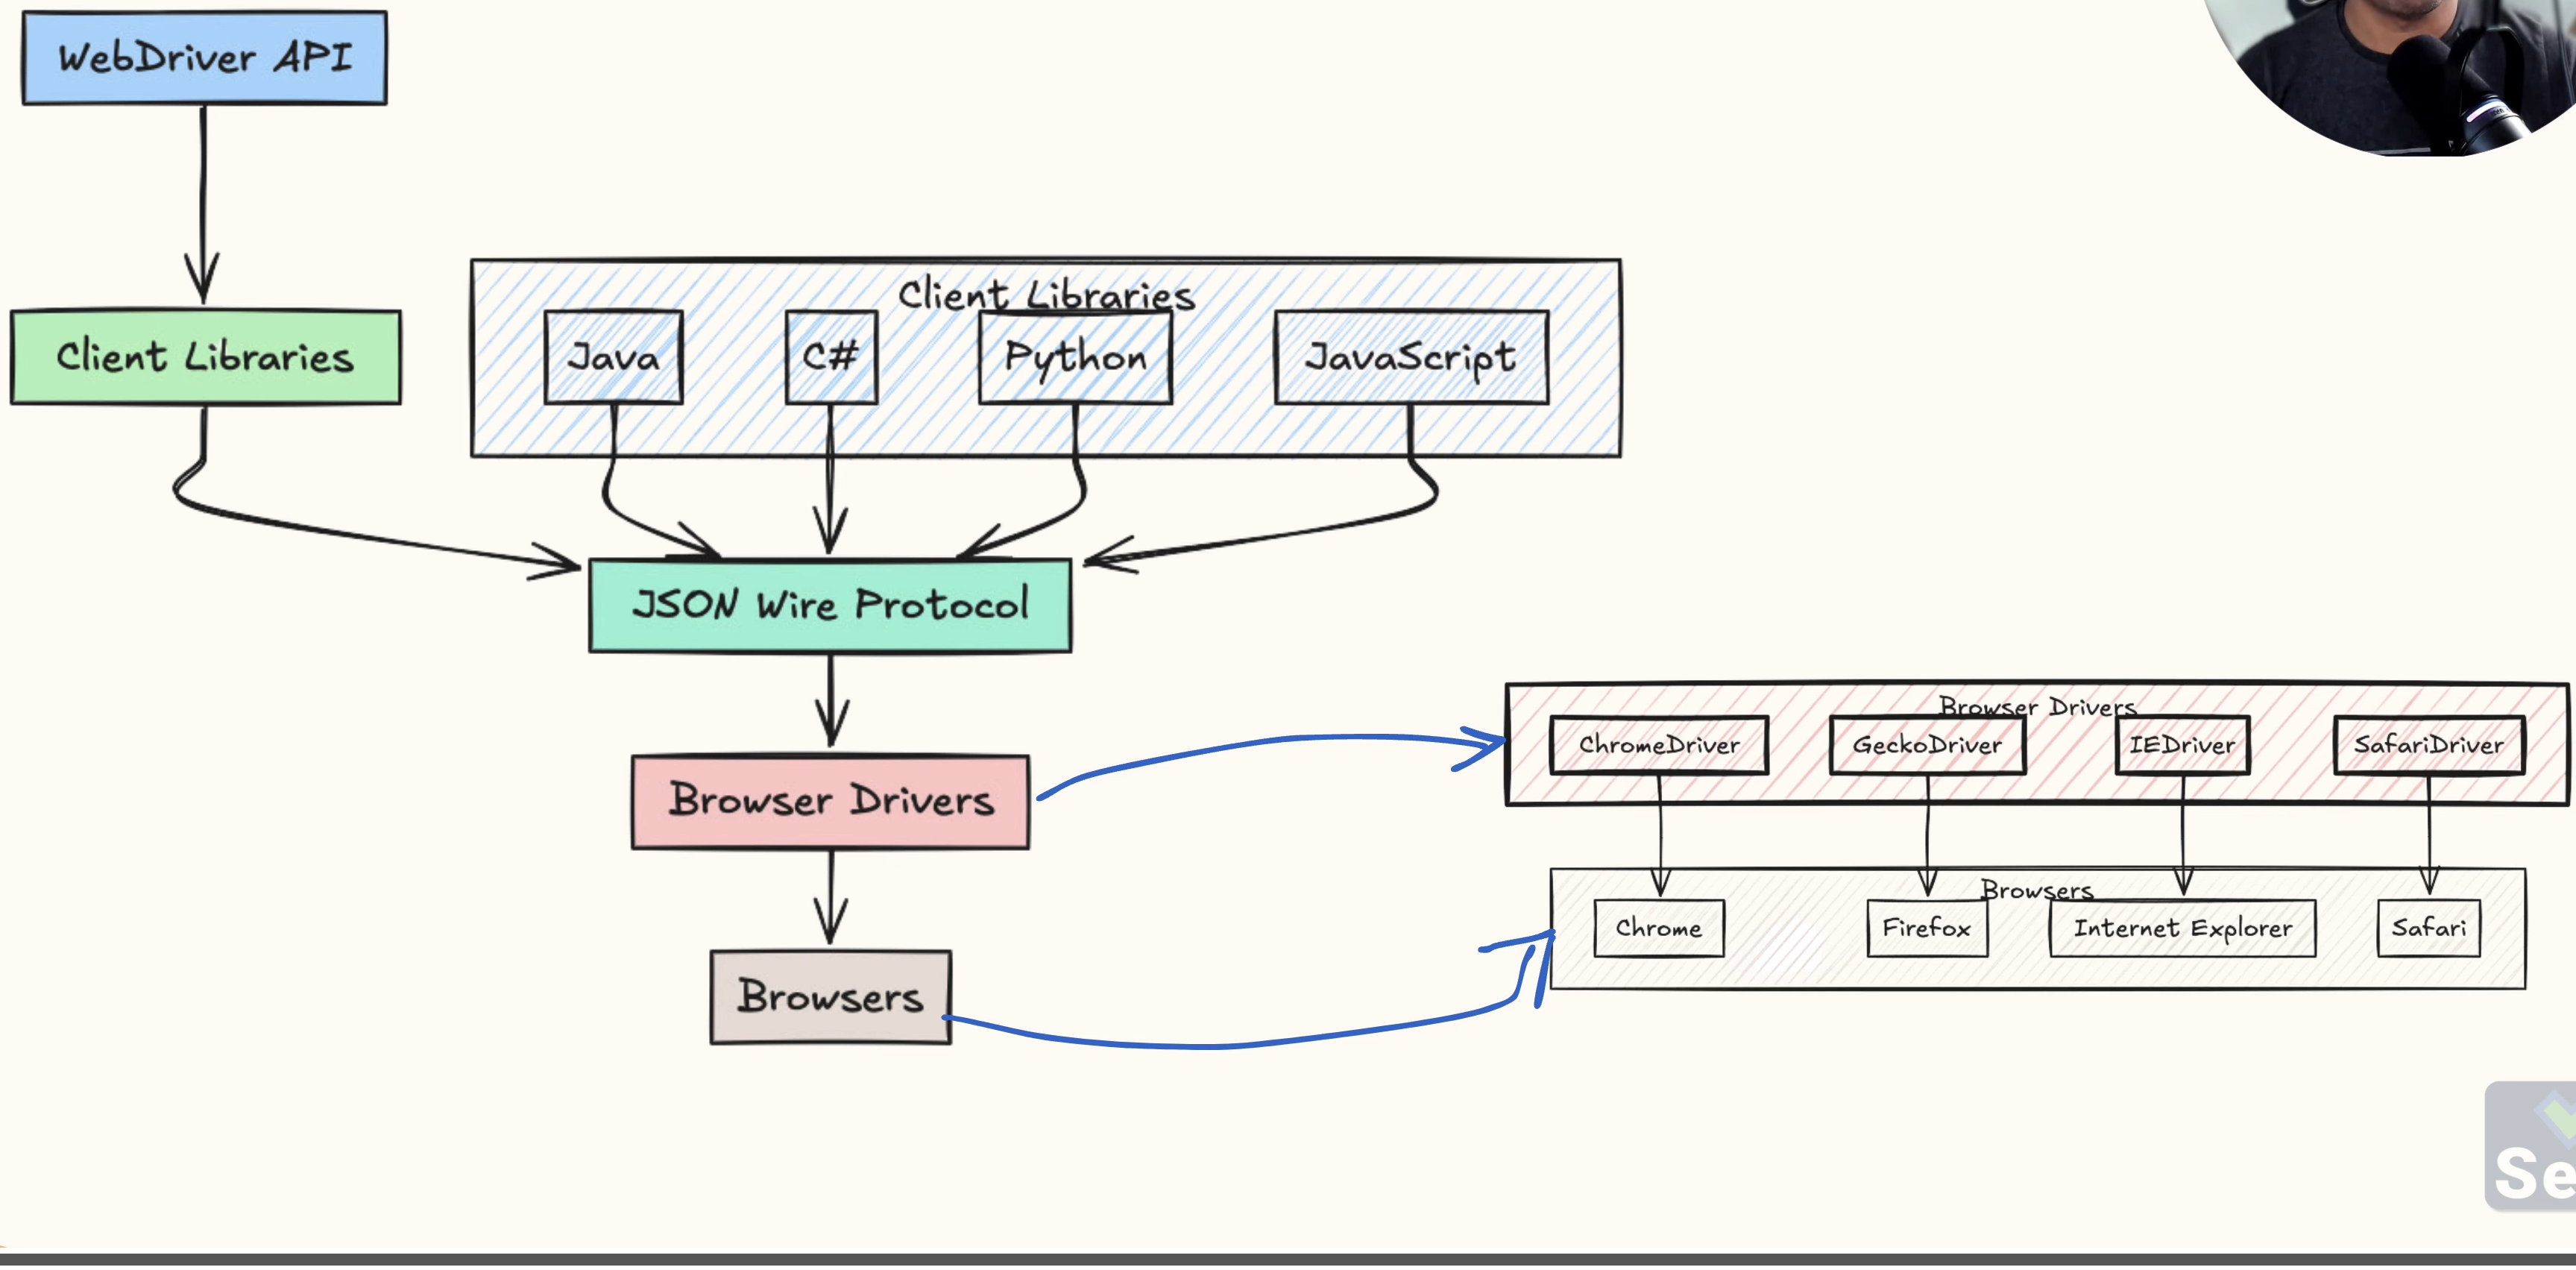 WebDriver API
Client Libraries
Client Libraries
Java
C#
Python
JavaScript
JSON Wire Protocol
Browser Drivers
Browsers
Browser Drivers
ChromeDriver
GeckoDriver
IEDriver
SafariDriver
Browsers
Chrome
Firefox
Internet Explorer
Safari
Se